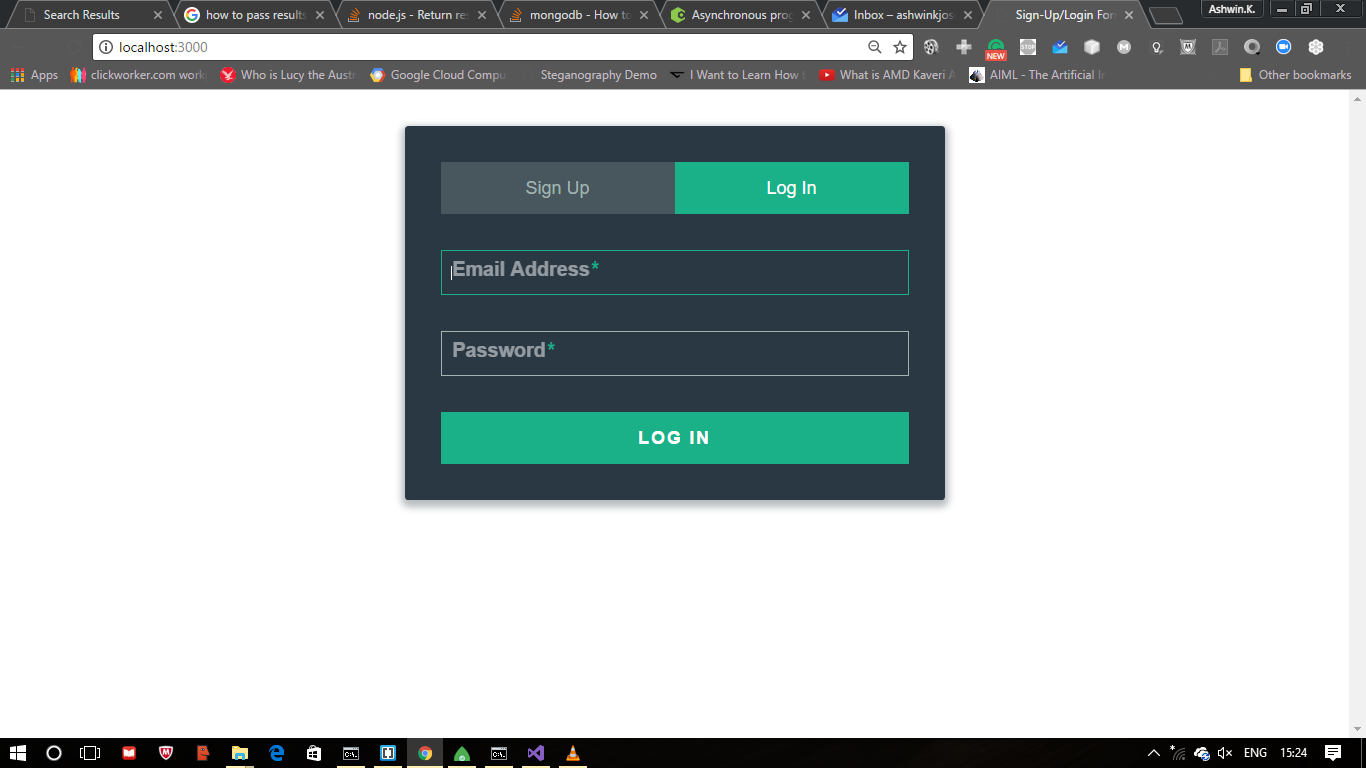 Search Results
how to pass results
node.js - Return res
mongodb - How to
Asynchronous prog
Inbox – ashwinkjos
Sign-Up/Login For
Ashwin.K.
localhost:3000
NEW
STOP
Apps
clickworker.com work
Who is Lucy the Austr
Google Cloud Compu
Steganography Demo
I Want to Learn How t
What is AMD Kaveri A
AIML - The Artificial In
Other bookmarks
Sign Up
Log In
Email Address*
Password*
LOG IN
ENG
15:24